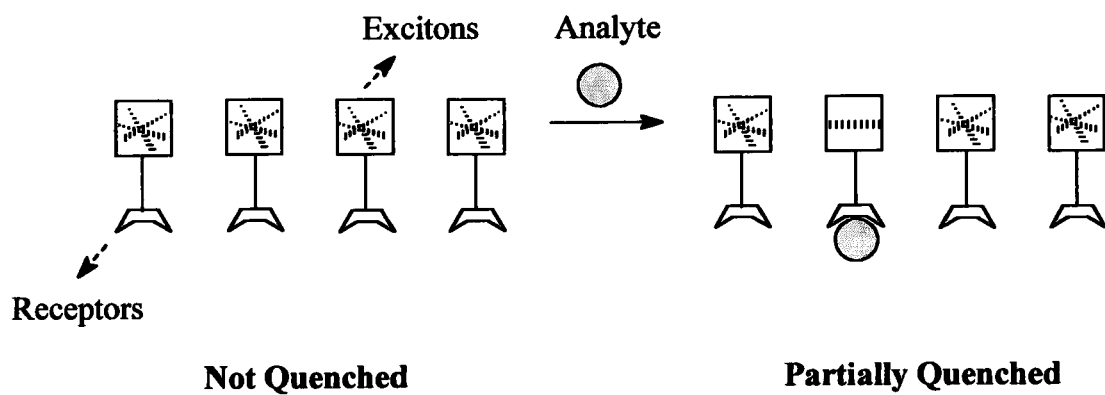 Excitons
Analyte
Receptors
Not Quenched
Partially Quenched